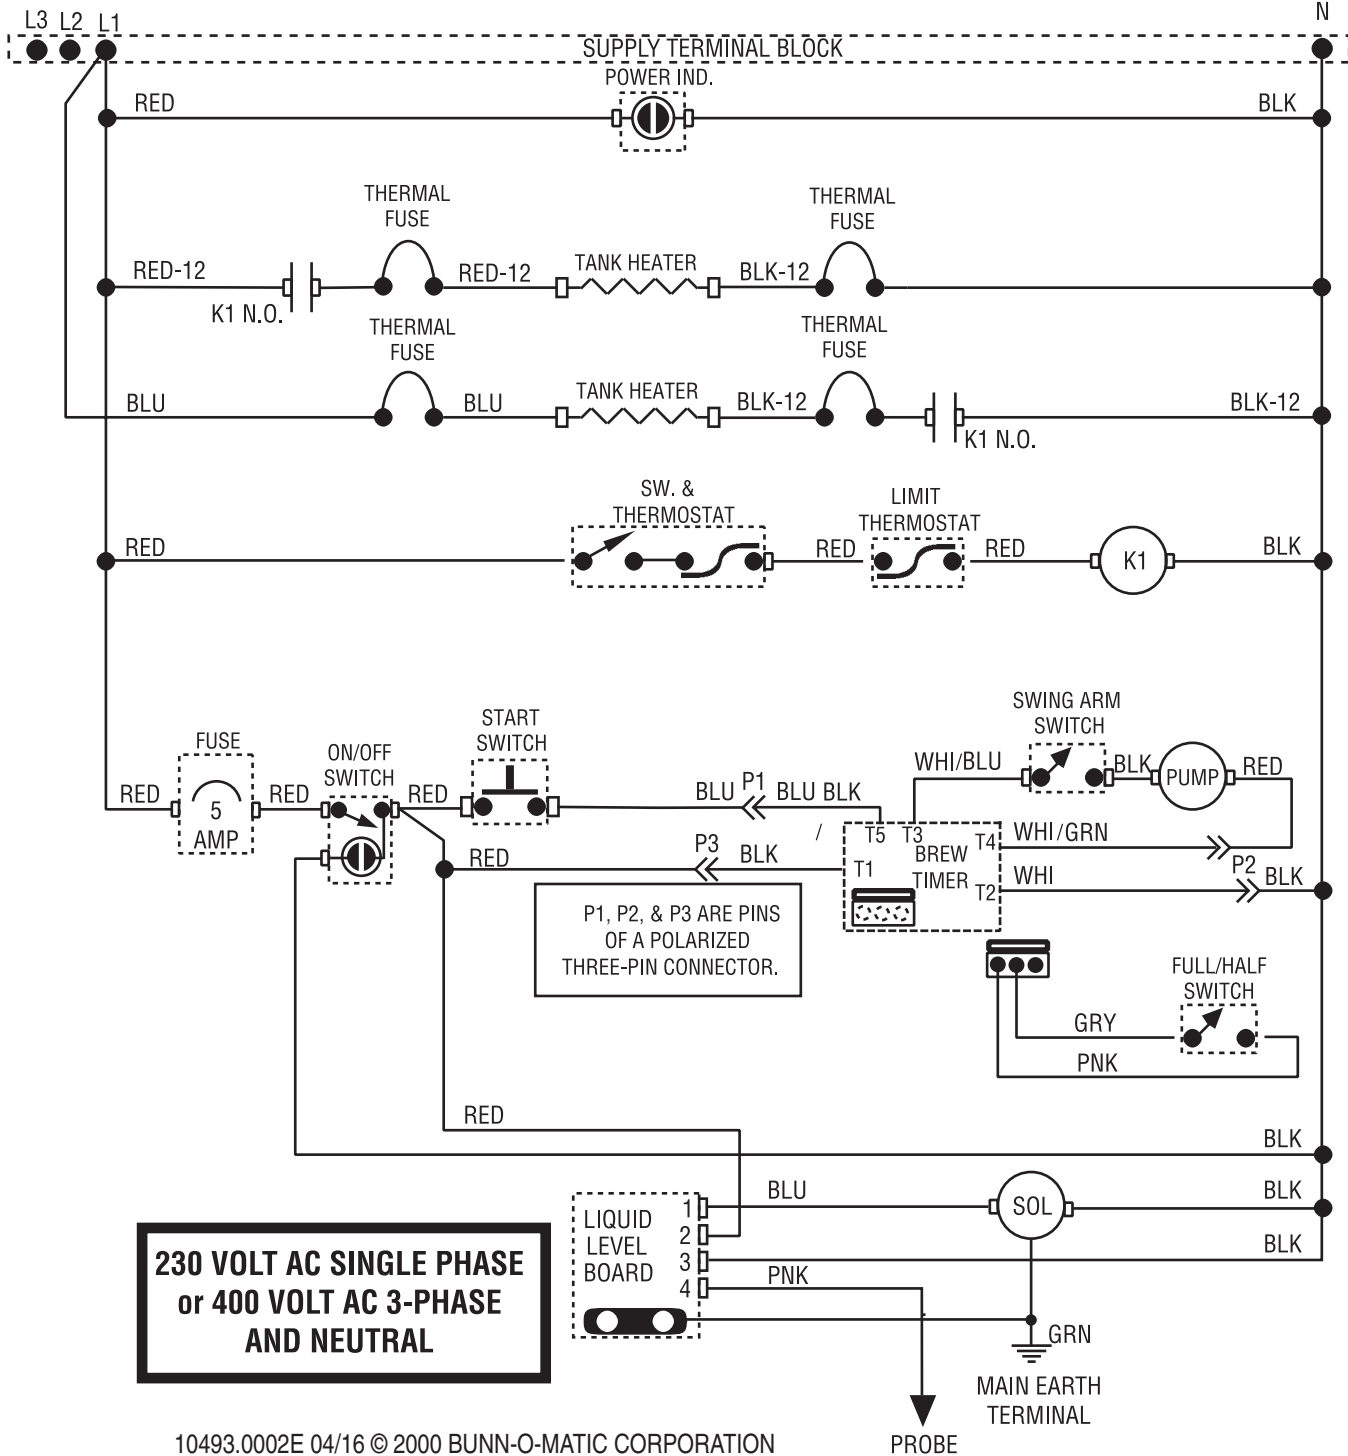 L3 L2 L1 N
SUPPLY TERMINAL BLOCK
POWER IND.
RED BLK
THERMAL
FUSE
THERMAL
FUSE
RED-12 RED-12 TANK HEATER BLK-12
K1 N.O.
THERMAL
FUSE
THERMAL
FUSE
BLU BLU TANK HEATER BLK-12 BLK-12
K1 N.O.
SW. &
THERMOSTAT
LIMIT
THERMOSTAT
RED RED RED K1 BLK
SWING ARM
SWITCH
START
SWITCH
FUSE
ON/OFF
SWITCH
WHI/BLU BLK PUMP RED
RED 5
AMP
RED RED BLU P1 BLU BLK
/
T5 T3 T4 WHI/GRN
BREW
TIMER
RED P3 BLK T1 T2 WHI P2 BLK
P1, P2, & P3 ARE PINS
OF A POLARIZED
THREE-PIN CONNECTOR.
FULL/HALF
SWITCH
GRY
PNK
RED
BLK
BLU SOL BLK
LIQUID
LEVEL
BOARD
1
2
3
4
BLK
PNK
GRN
MAIN EARTH
TERMINAL
PROBE
230 VOLT AC SINGLE PHASE
or 400 VOLT AC 3-PHASE
AND NEUTRAL
10493.0002E 04/16 © 2000 BUNN-O-MATIC CORPORATION